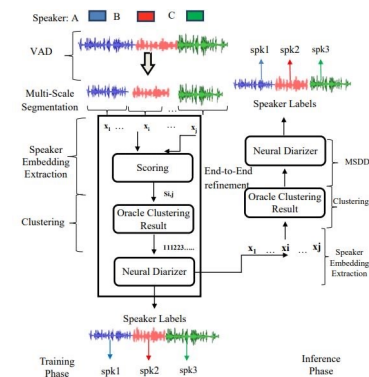 Speaker: A B C
VAD
Multi-Scale
Segmentation
...
Speaker
Embedding
Extraction
Clustering
xi ... xi ... xj
Scoring
Si,j
Oracle Clustering
Result
111223.....
Neural Diarizer
Speaker Labels
spk1 spk2 spk3
Training
Phase
End-to-End
refinement
spk1 spk2 spk3
Speaker Labels
Neural Diarizer
MSDD
Oracle Clustering
Result
Clustering
x1 ... xi ... xj
Speaker
Embedding
Extraction
Inference
Phase